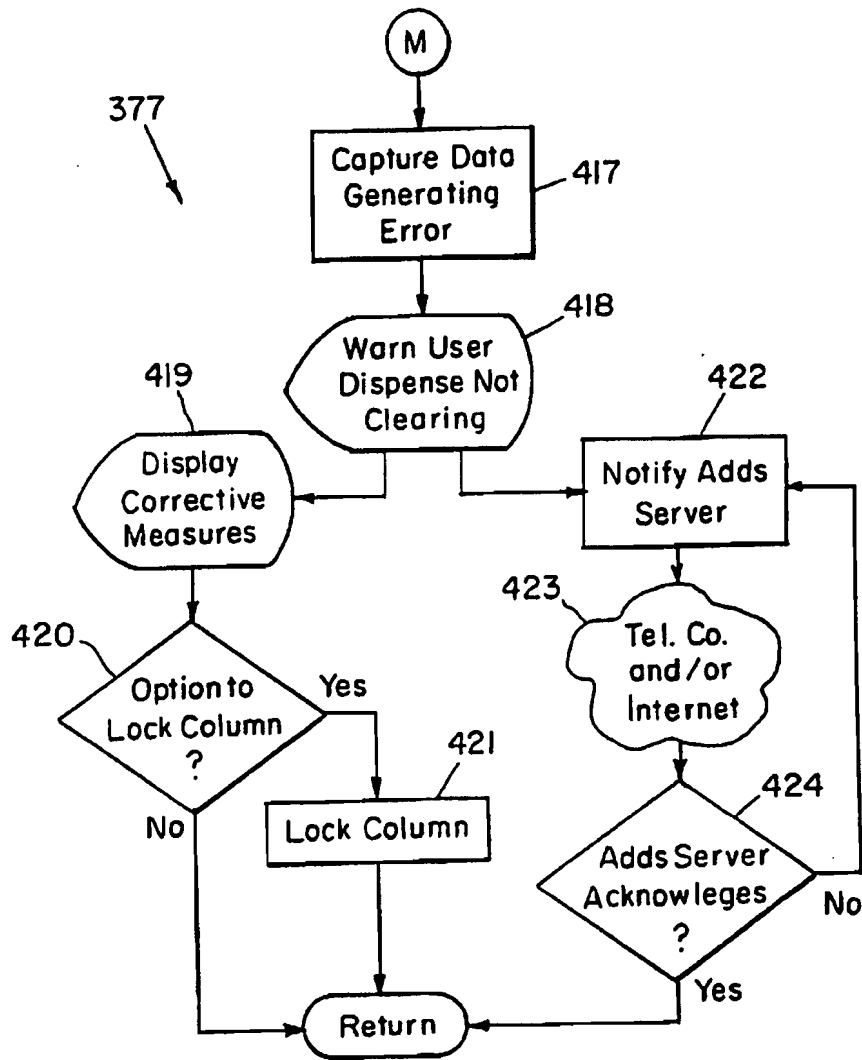 M
377
Capture Data
Generating
Error
417
Warn User
Dispense Not
Clearing
418
419
Display
Corrective
Measures
422
Notify Adds
Server
423
Tel. Co.
and/or
Internet
420
Option to
Lock Column
?
Yes
No
421
Lock Column
424
Adds Server
Acknowleges
?
No
Yes
Return